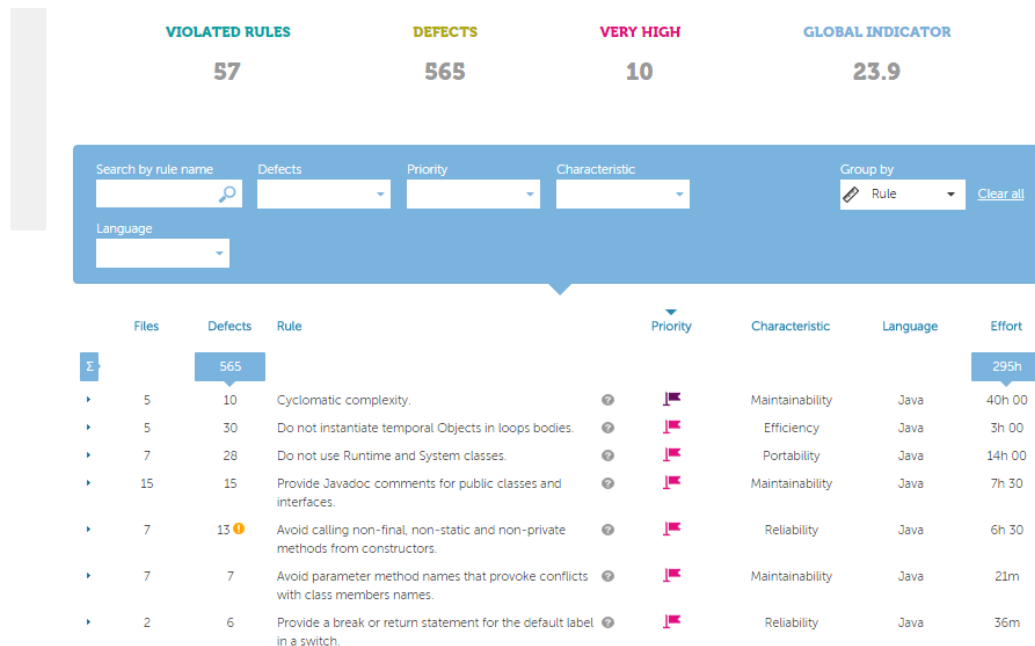 VIOLATED RULES DEFECTS VERY HIGH GLOBAL INDICATOR
57 565 10 23.9
Search by rule name Defects Priority Characteristic Group by
Rule Clear all
Language
Files Defects Rule Priority Characteristic Language Effort
Σ 565 295h
5 10 Cyclomatic complexity. ? Maintainability Java 40h 00
5 30 Do not instantiate temporal Objects in loops bodies. ? Efficiency Java 3h 00
7 28 Do not use Runtime and System classes. ? Portability Java 14h 00
15 15 Provide Javadoc comments for public classes and ? Maintainability Java 7h 30
interfaces.
7 13 ! Avoid calling non-final, non-static and non-private ? Reliability Java 6h 30
methods from constructors.
7 7 Avoid parameter method names that provoke conflicts ? Maintainability Java 21m
with class members names.
2 6 Provide a break or return statement for the default label ? Reliability Java 36m
in a switch.